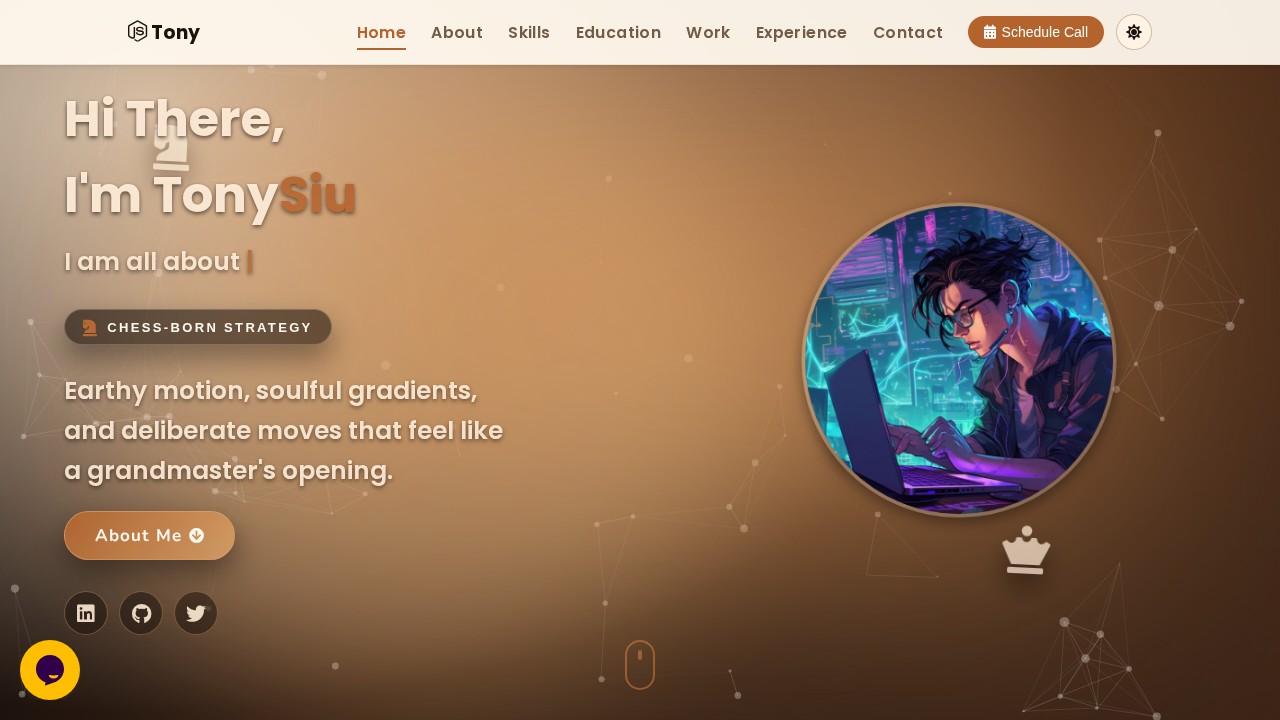 Tony
Home About Skills Education Work Experience Contact
Schedule Call
Hi There,
I'm TonySiu
I am all about |
CHESS-BORN STRATEGY
Earthy motion, soulful gradients,
and deliberate moves that feel like
a grandmaster's opening.
About Me